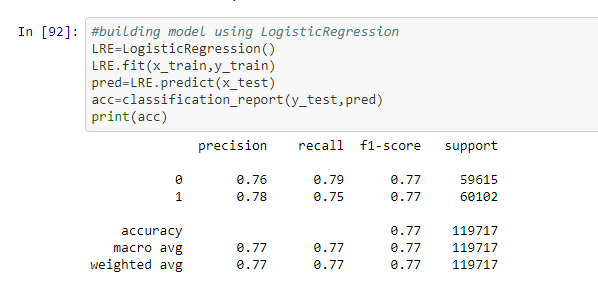 In [92]: #building model using LogisticRegression
LRE=LogisticRegression()
LRE.fit(x_train,y_train)
pred=LRE.predict(x_test)
acc=classification_report(y_test,pred)
print(acc)
precision recall f1-score support
0 0.76 0.79 0.77 59615
1 0.78 0.75 0.77 60102
accuracy 0.77 119717
macro avg 0.77 0.77 0.77 119717
weighted avg 0.77 0.77 0.77 119717